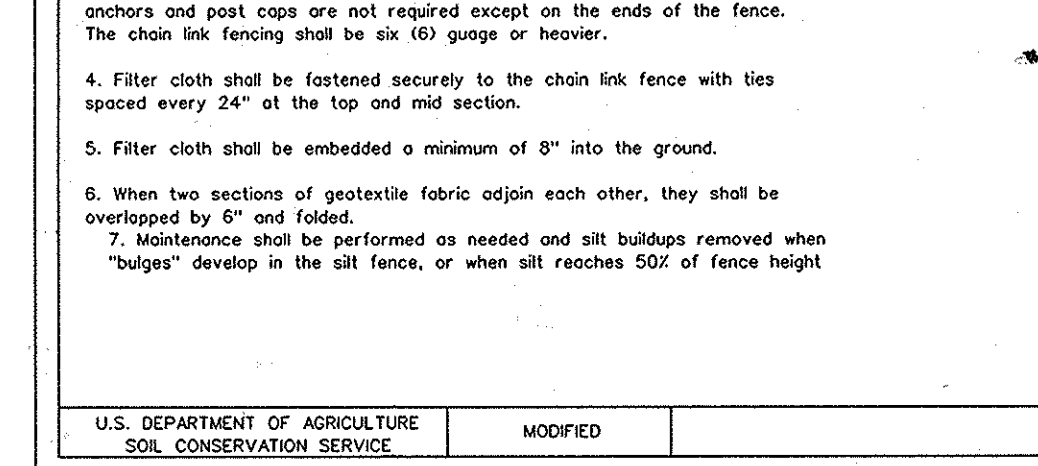 anchors and post caps are not required except on the ends of the fence.
The chain link fencing shall be six (6) guage or heavier.
4. Filter cloth shall be fastened securely to the chain link fence with ties
spaced every 24" at the top and mid section.
5. Filter cloth shall be embedded a minimum of 8" into the ground.
6. When two sections of geotextile fabric adjoin each other, they shall be
overlapped by 6" and folded.
7. Maintenance shall be performed as needed and silt buildups removed when
"bulges" develop in the silt fence, or when silt reaches 50% of fence height
U.S. DEPARTMENT OF AGRICULTURE
SOIL CONSERVATION SERVICE
MODIFIED